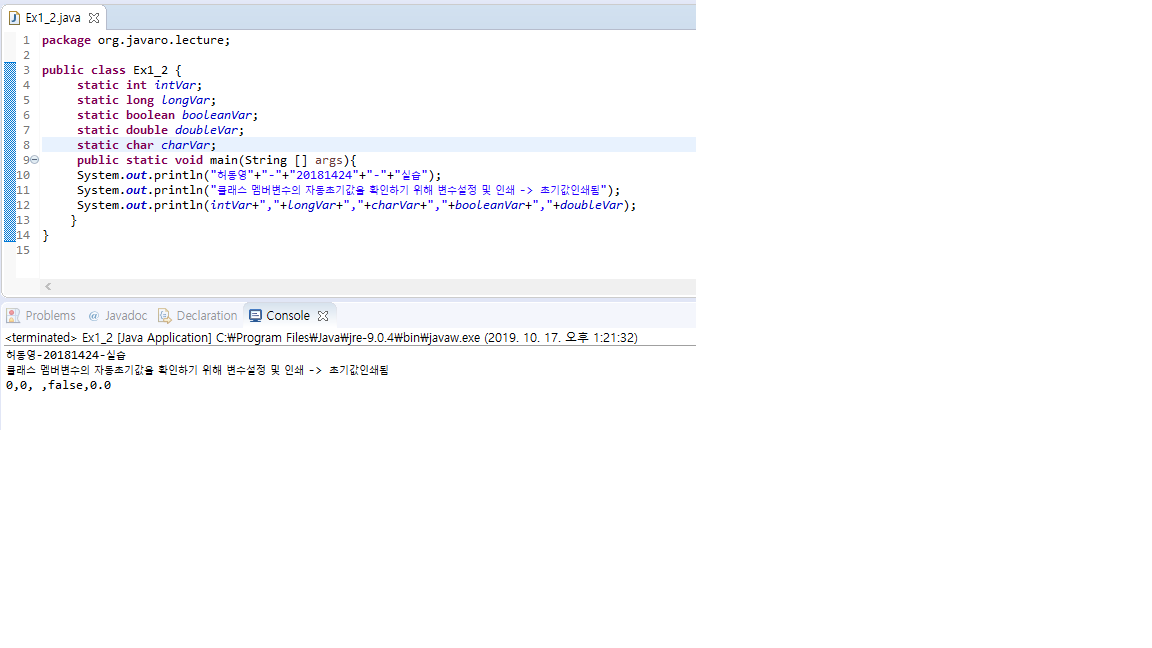 Ex1_2.java
1 package org.javaro.lecture;
2
3 public class Ex1_2 {
4 static int intVar;
5 static long longVar;
6 static boolean booleanVar;
7 static double doubleVar;
8 static char charVar;
9 public static void main(String [] args){
10 System.out.println("허동영"+"-"+"20181424"+"-"+"실습");
11 System.out.println("클래스 멤버변수의 자동초기값을 확인하기 위해 변수설정 및 인쇄 -> 초기값인쇄됨");
12 System.out.println(intVar+","+longVar+","+charVar+","+booleanVar+","+doubleVar);
13 }
14 }
15
Problems @ Javadoc Declaration Console
<terminated> Ex1_2 [Java Application] C:₩Program Files₩Java₩jre-9.0.4₩bin₩javaw.exe (2019. 10. 17. 오후 1:21:32)
허동영-20181424-실습
클래스 멤버변수의 자동초기값을 확인하기 위해 변수설정 및 인쇄 -> 초기값인쇄됨
0,0, ,false,0.0